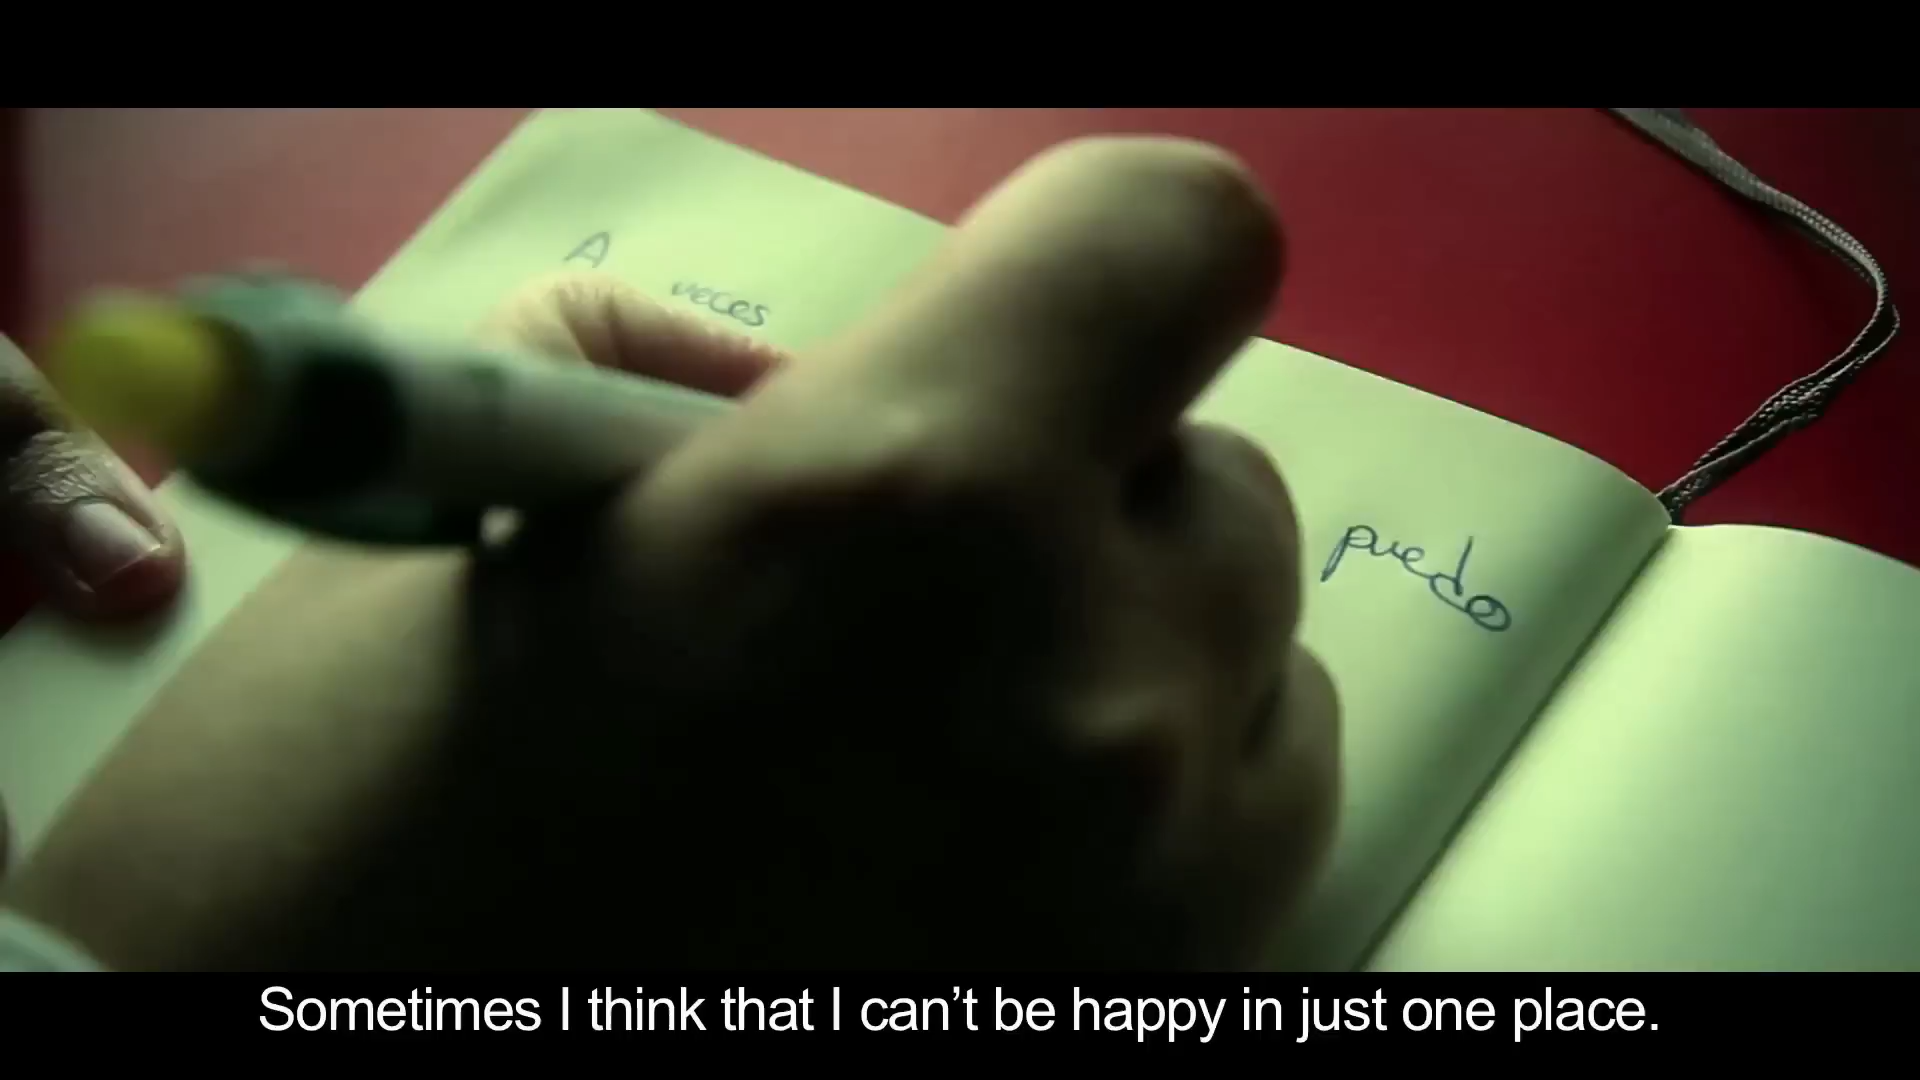 A veces
puedo
Sometimes I think that I can’t be happy in just one place.